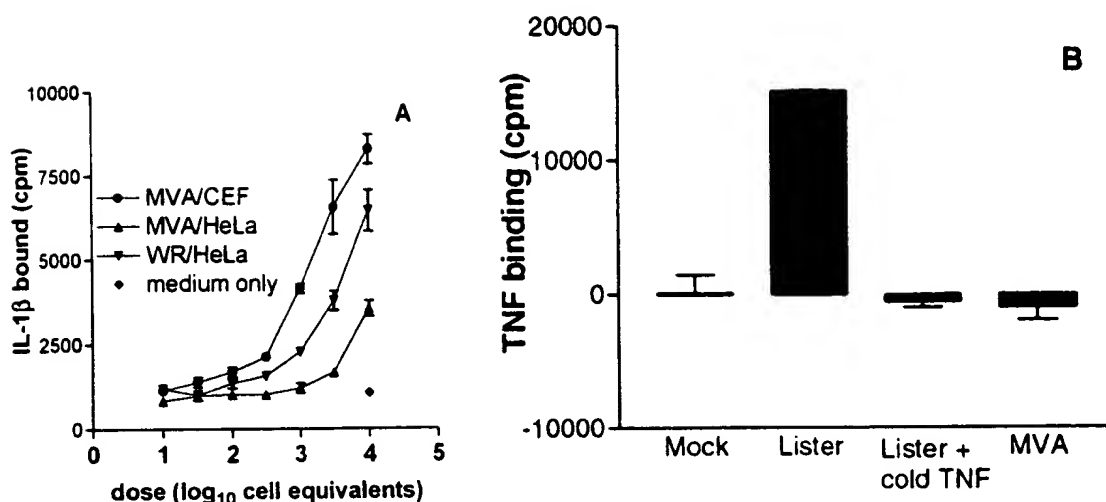 A
10000
7500
5000
2500
0
IL-1β bound (cpm)
MVA/CEF
MVA/HeLa
WR/HeLa
medium only
0 1 2 3 4 5
dose (log10 cell equivalents)
B
20000
10000
0
-10000
TNF binding (cpm)
Mock
Lister
Lister +
cold TNF
MVA